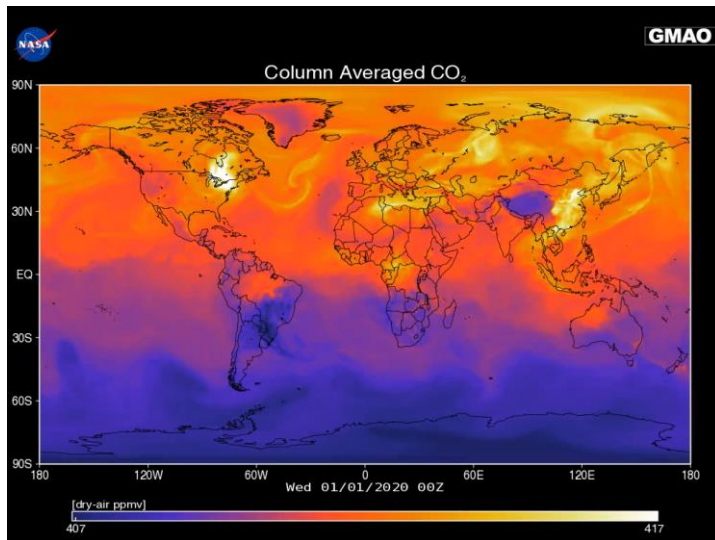 NASA
GMAO
Column Averaged CO₂
90N
60N
30N
EQ
30S
60S
90S
180 120W 60W 0 60E 120E 180
Wed 01/01/2020 00Z
[dry-air ppmv]
407 417